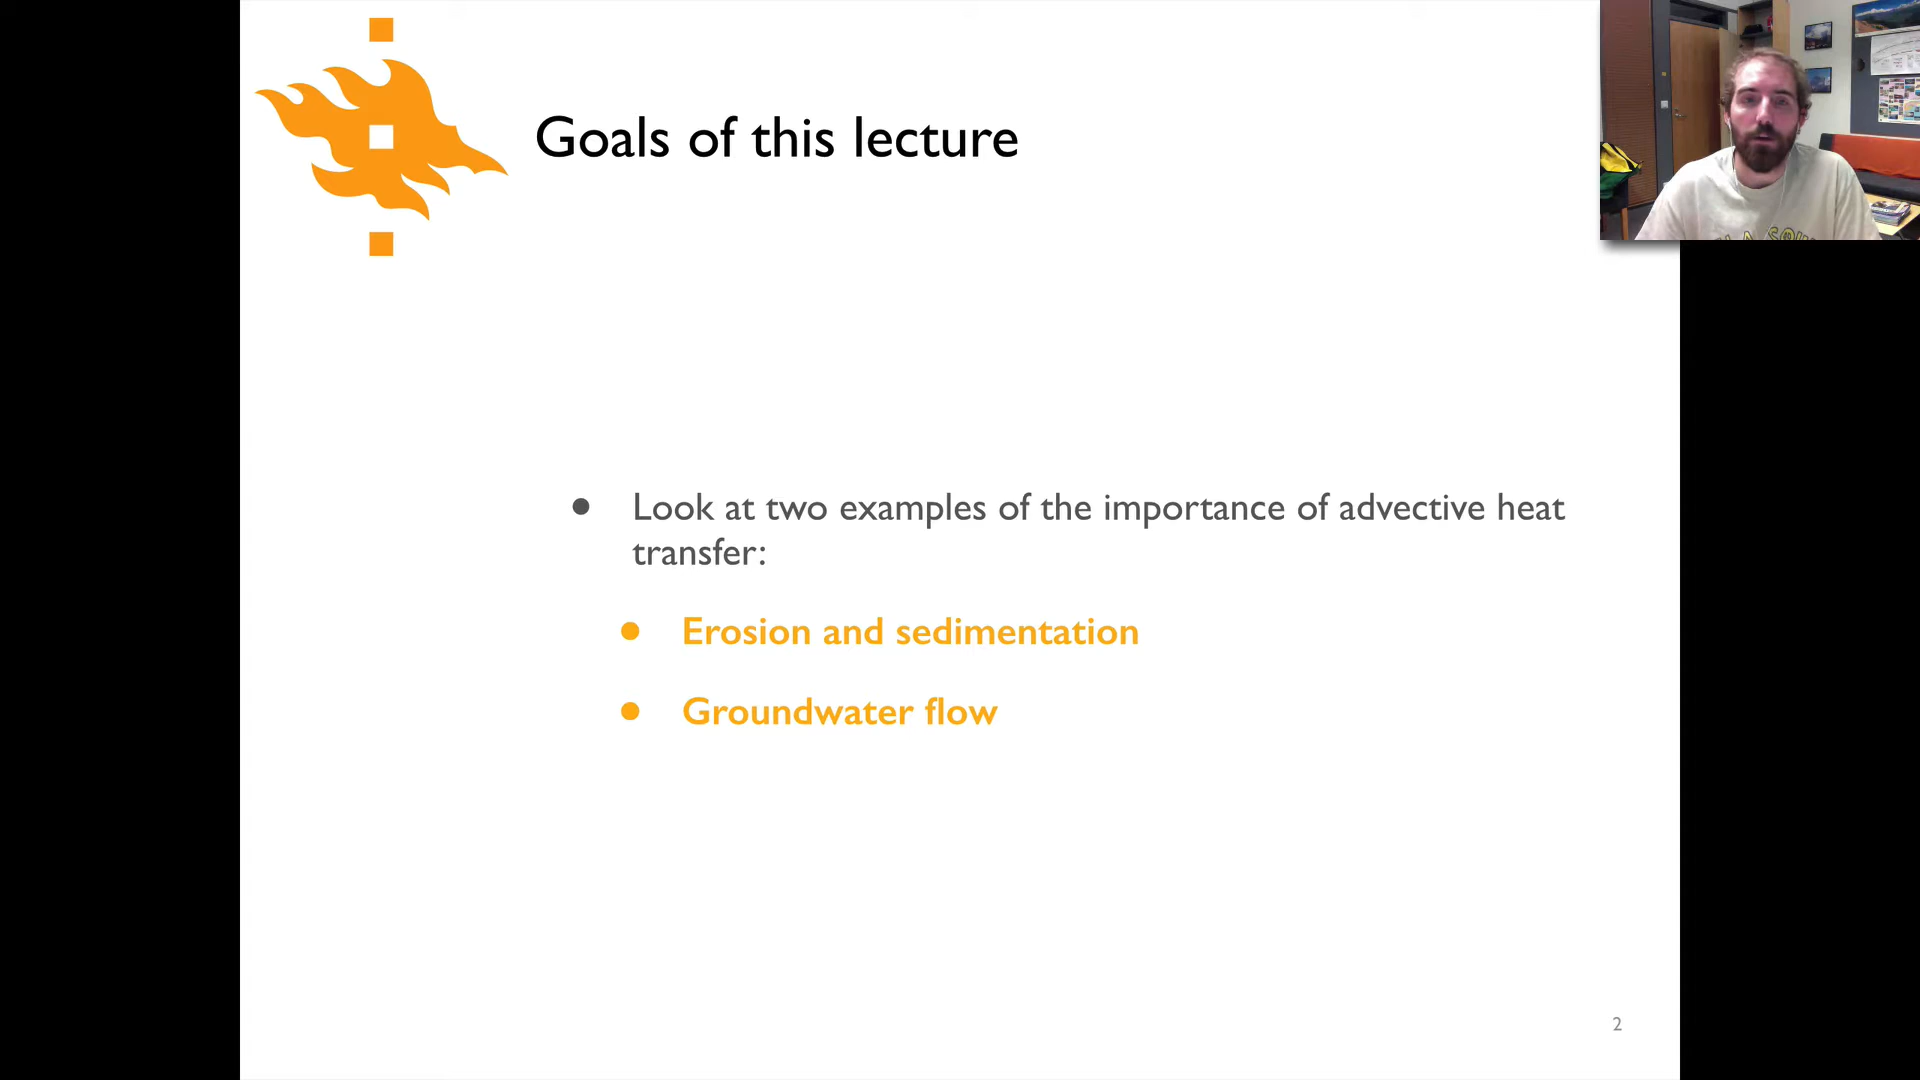 Goals of this lecture
● Look at two examples of the importance of advective heat
transfer:
● Erosion and sedimentation
● Groundwater flow
2